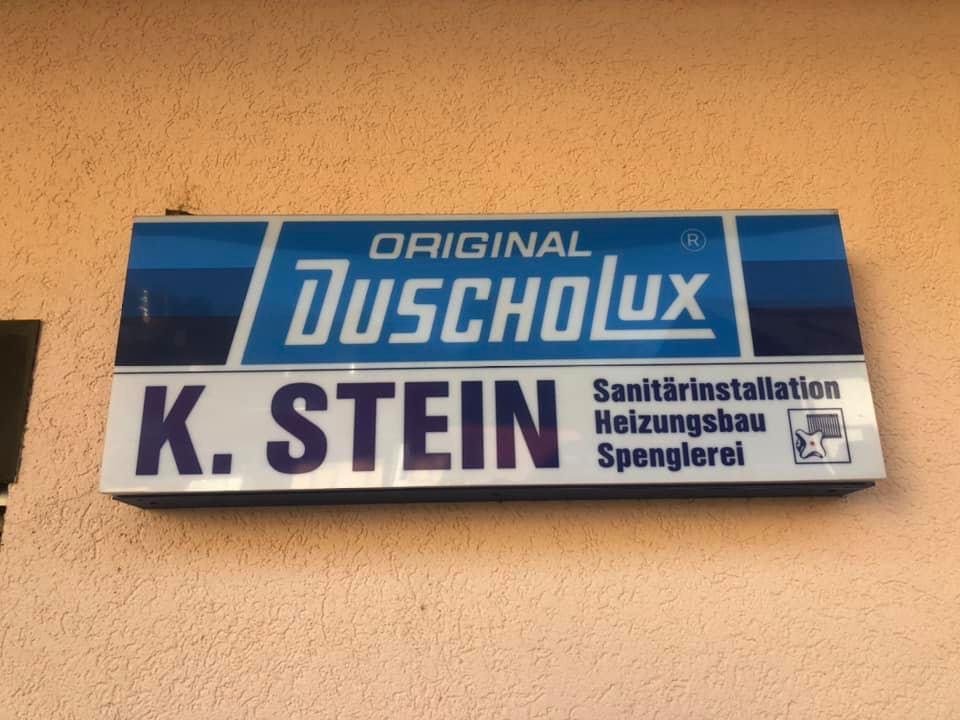 ORIGINAL ®
DUSCHOLUX
K. STEIN
Sanitärinstallation
Heizungsbau
Spenglerei